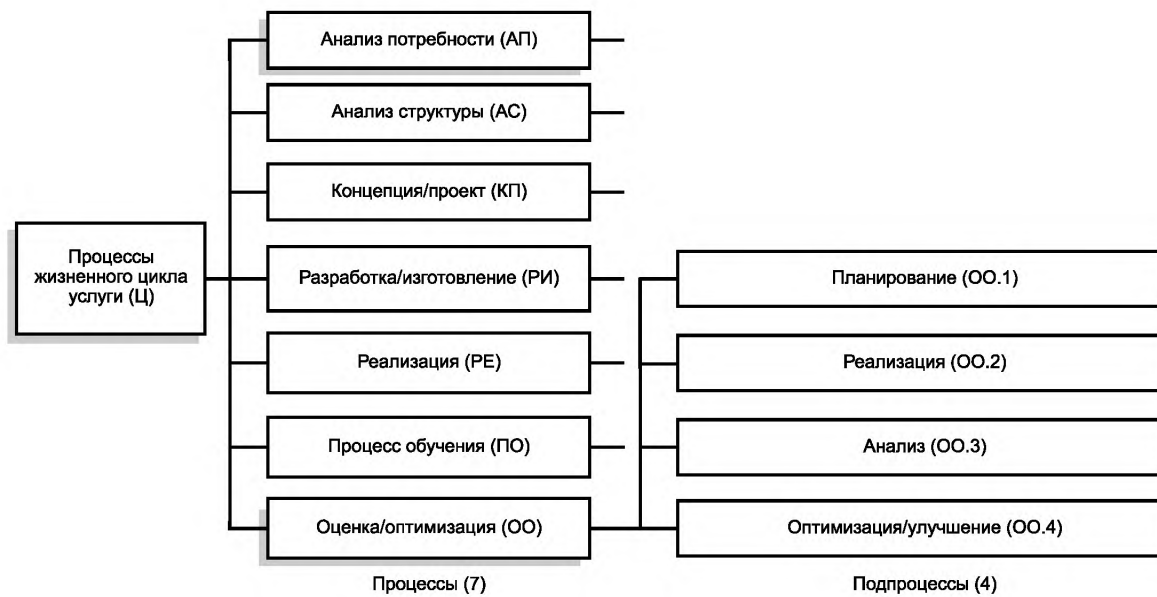 Анализ потребности (АП)
Анализ структуры (АС)
Концепция/проект (КП)
Процессы
жизненного цикла
услуги (Ц)
Разработка/изготовление (РИ)
Планирование (ОО.1)
Реализация (РЕ)
Реализация (ОО.2)
Процесс обучения (ПО)
Анализ (ОО.3)
Оценка/оптимизация (ОО)
Оптимизация/улучшение (ОО.4)
Процессы (7)
Подпроцессы (4)